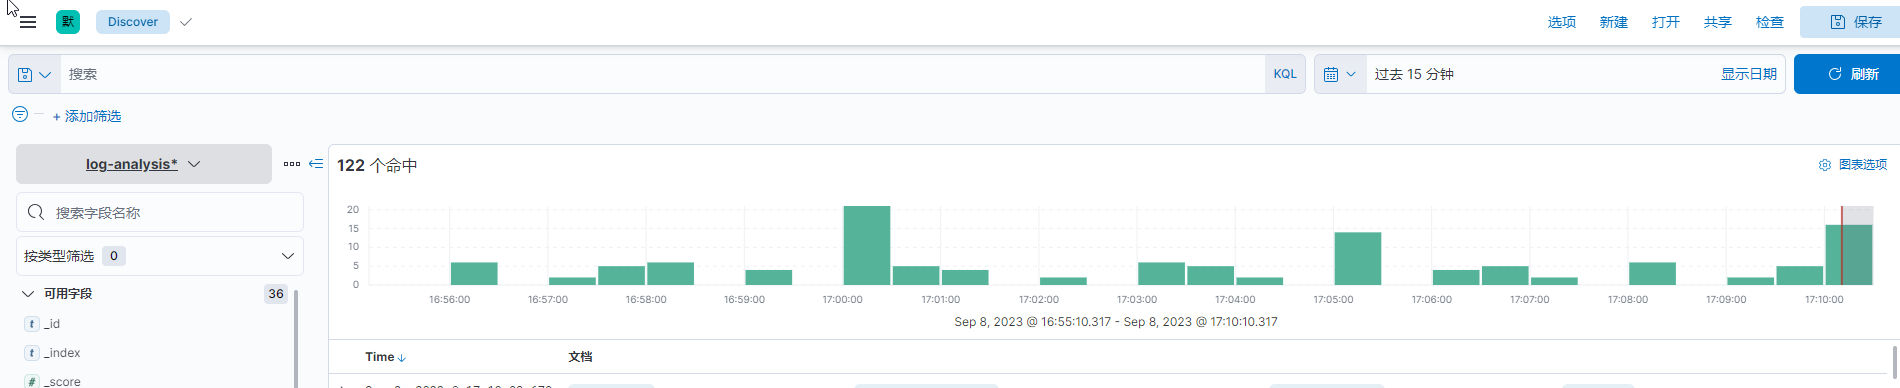 默 Discover 选项 新建 打开 共享 检查 保存
搜索 KQL 过去 15 分钟 显示日期 刷新
+ 添加筛选
log-analysis*
搜索字段名称
按类型筛选 0
可用字段 36
t _id
t _index
# _score
122 个命中 图表选项
20
15
10
5
0
16:56:00 16:57:00 16:58:00 16:59:00 17:00:00 17:01:00 17:02:00 17:03:00 17:04:00 17:05:00 17:06:00 17:07:00 17:08:00 17:09:00 17:10:00
Sep 8, 2023 @ 16:55:10.317 - Sep 8, 2023 @ 17:10:10.317
Time 文档